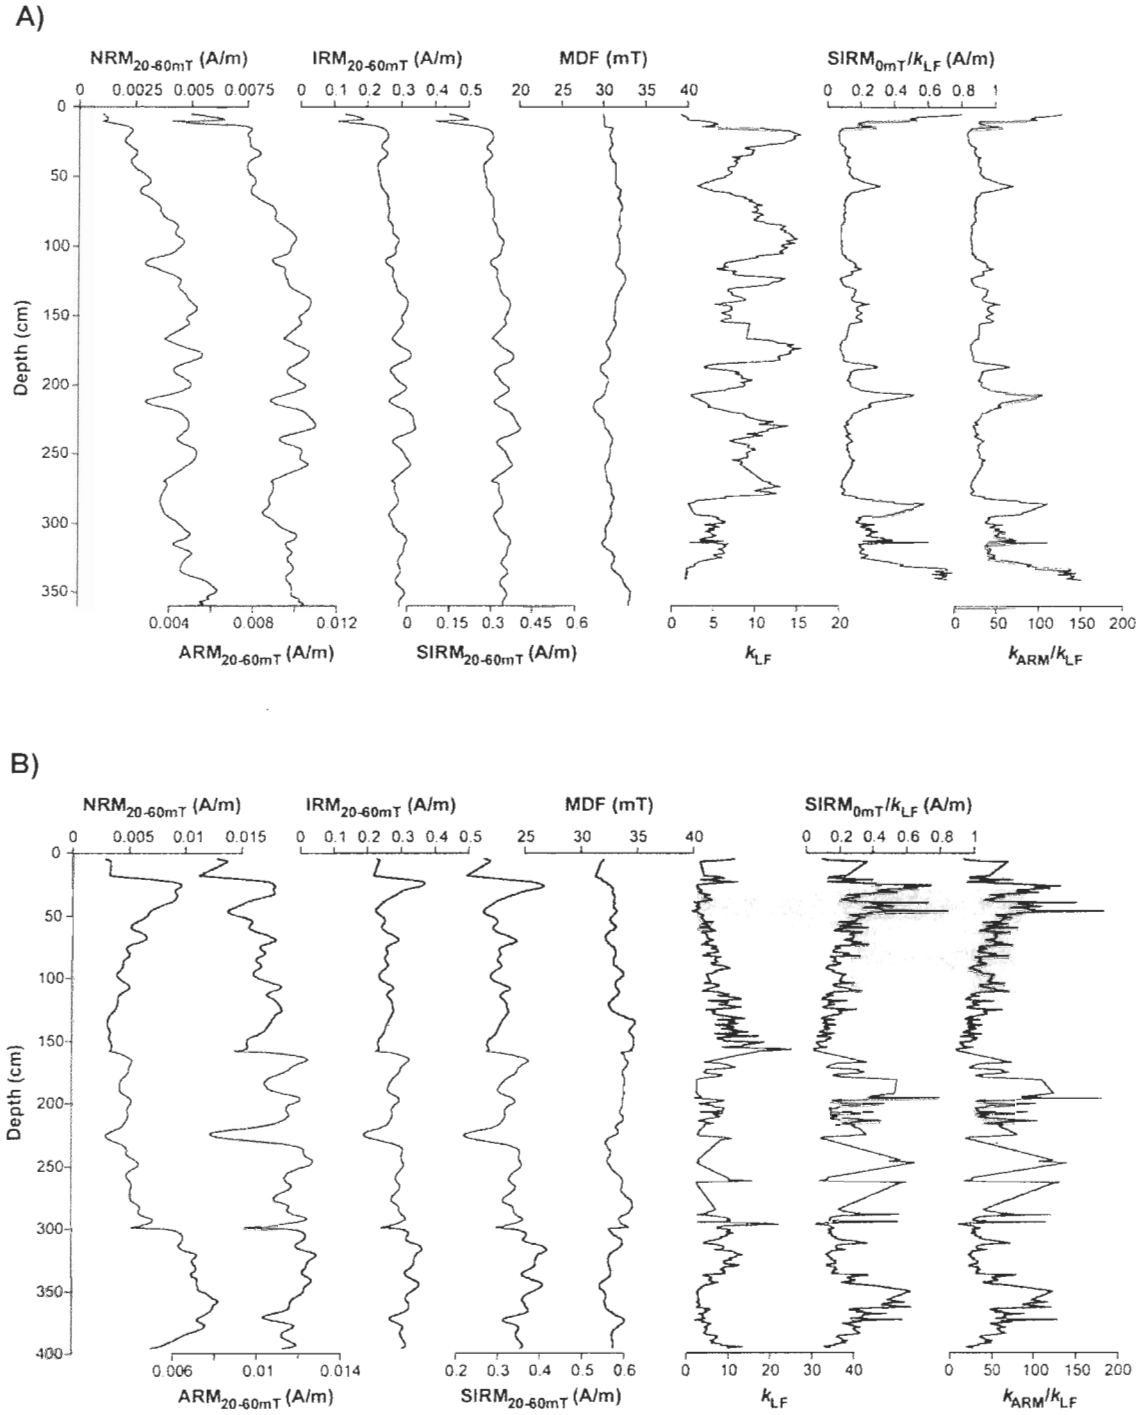 A)
NRM20-60mT (A/m) IRM20-60mT (A/m) MDF (mT) SIRM0mT/kLF (A/m)
0 0.0025 0.005 0.0075 0 0.1 0.2 0.3 0.4 0.5 20 25 30 35 40 0 0.2 0.4 0.6 0.8 1
0
50
100
150
200
250
300
350
Depth (cm)
0.004 0.008 0.012 0 0.15 0.3 0.45 0.6 0 5 10 15 20 0 50 100 150 200
ARM20-60mT (A/m) SIRM20-60mT (A/m) kLF kARM/kLF
B)
NRM20-60mT (A/m) IRM20-60mT (A/m) MDF (mT) SIRM0mT/kLF (A/m)
0 0.005 0.01 0.015 0 0.1 0.2 0.3 0.4 0.5 25 30 35 40 0 0.2 0.4 0.6 0.8 1
0
50
100
150
200
250
300
350
400
Depth (cm)
0.006 0.01 0.014 0.2 0.3 0.4 0.5 0.6 0 10 20 30 40 0 50 100 150 200
ARM20-60mT (A/m) SIRM20-60mT (A/m) kLF kARM/kLF